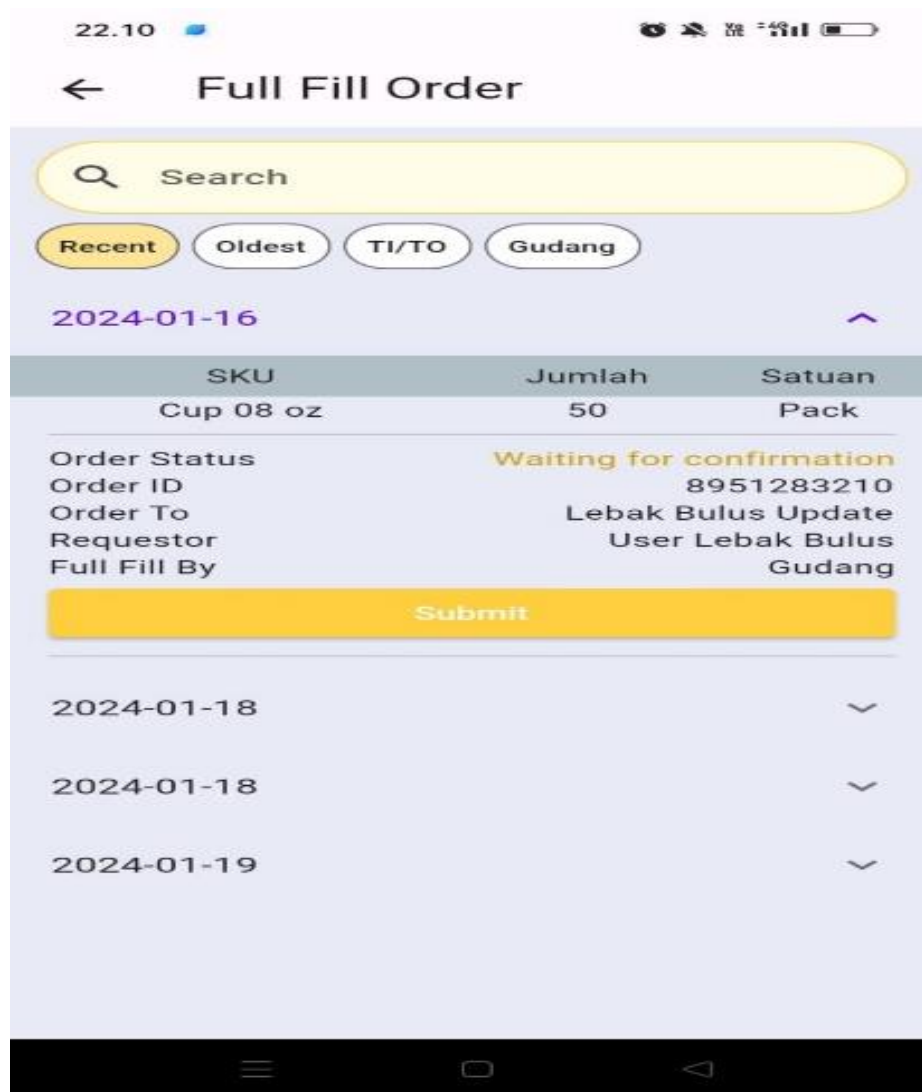 22.10
Full Fill Order
Search
Recent Oldest TI/TO Gudang
2024-01-16
SKU Jumlah Satuan
Cup 08 oz 50 Pack
Order Status Waiting for confirmation
Order ID 8951283210
Order To Lebak Bulus Update
Requestor User Lebak Bulus
Full Fill By Gudang
Submit
2024-01-18
2024-01-18
2024-01-19